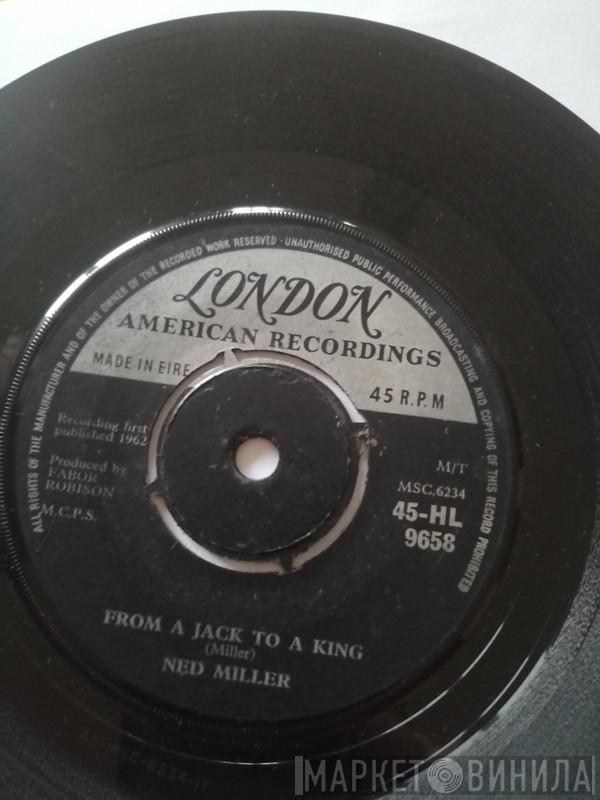 ALL RIGHTS OF THE MANUFACTURER AND OF THE OWNER OF THE RECORDED WORK RESERVED · UNAUTHORISED PUBLIC PERFORMANCE BROADCASTING AND COPYING OF THIS RECORD PROHIBITED
LONDON
AMERICAN RECORDINGS
MADE IN EIRE
45 R.P.M
Recording first
published 1962
Produced by
FABOR
ROBISON
M.C.P.S.
M/T
MSC.6234
45-HL
9658
FROM A JACK TO A KING
(Miller)
NED MILLER
МАРКЕТ ВИНИЛА